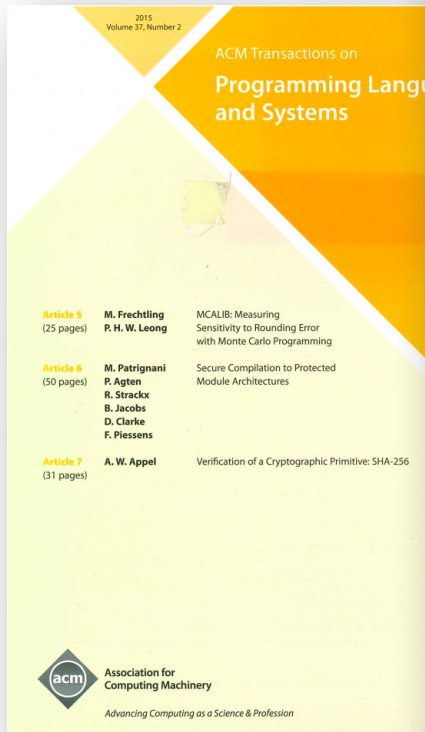 2015
Volume 37, Number 2
ACM Transactions on
Programming Langu
and Systems
Article 5 M. Frechtling MCALIB: Measuring
(25 pages) P. H. W. Leong Sensitivity to Rounding Error
with Monte Carlo Programming
Article 6 M. Patrignani Secure Compilation to Protected
(50 pages) P. Agten Module Architectures
R. Strackx
B. Jacobs
D. Clarke
F. Piessens
Article 7 A. W. Appel Verification of a Cryptographic Primitive: SHA-256
(31 pages)
acm
Association for
Computing Machinery
Advancing Computing as a Science & Profession